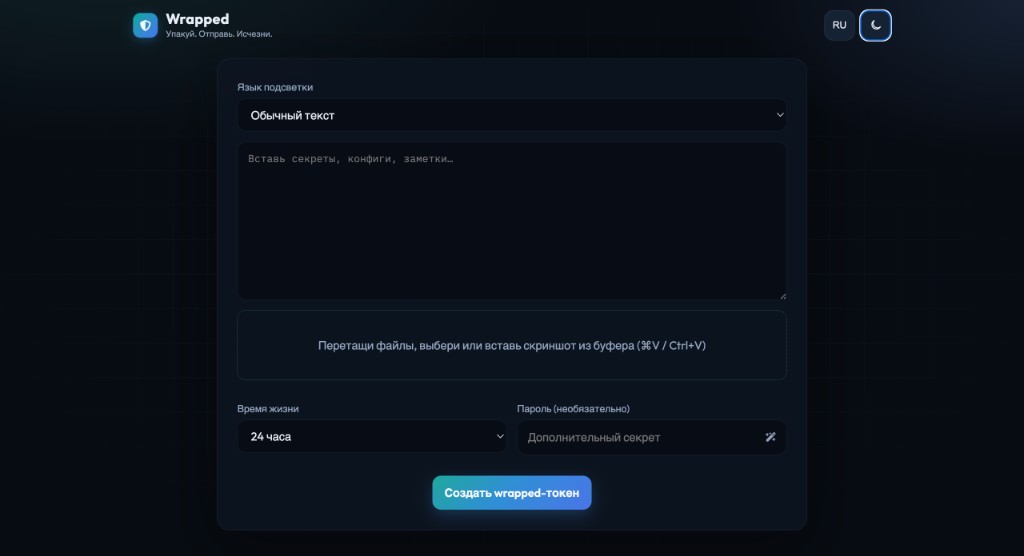 Wrapped
Упакуй. Отправь. Исчезни.
RU
Язык подсветки
Обычный текст
Вставь секреты, конфиги, заметки…
Перетащи файлы, выбери или вставь скриншот из буфера (⌘V / Ctrl+V)
Время жизни
Пароль (необязательно)
24 часа
Дополнительный секрет
Создать wrapped-токен